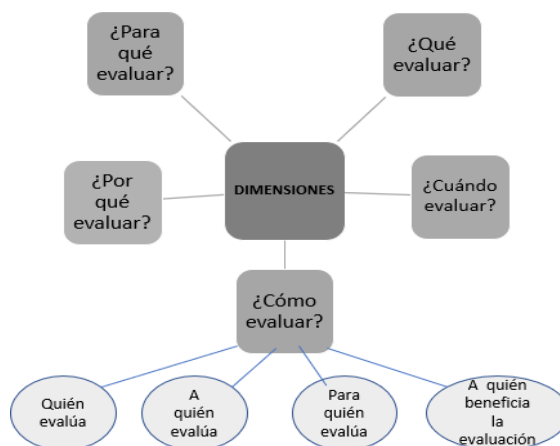 ¿Para
qué
evaluar?
¿Qué
evaluar?
¿Por
qué
evaluar?
DIMENSIONES
¿Cuándo
evaluar?
¿Cómo
evaluar?
Quién
evalúa
A
quién
evalúa
Para
quién
evalúa
A quién
beneficia
la
evaluación